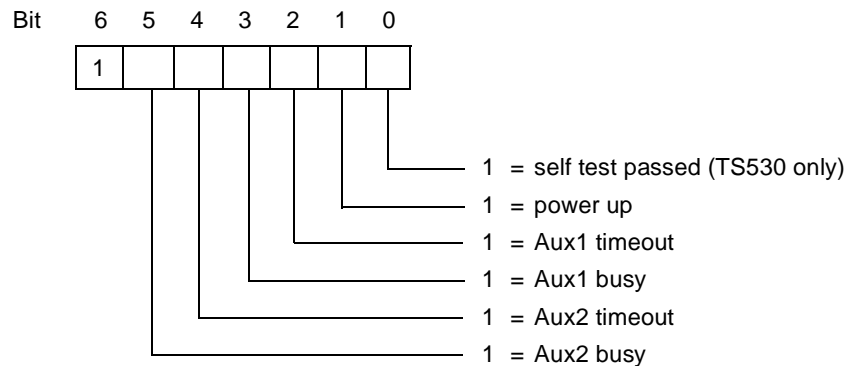 Bit 6 5 4 3 2 1 0
1
1 = self test passed (TS530 only)
1 = power up
1 = Aux1 timeout
1 = Aux1 busy
1 = Aux2 timeout
1 = Aux2 busy